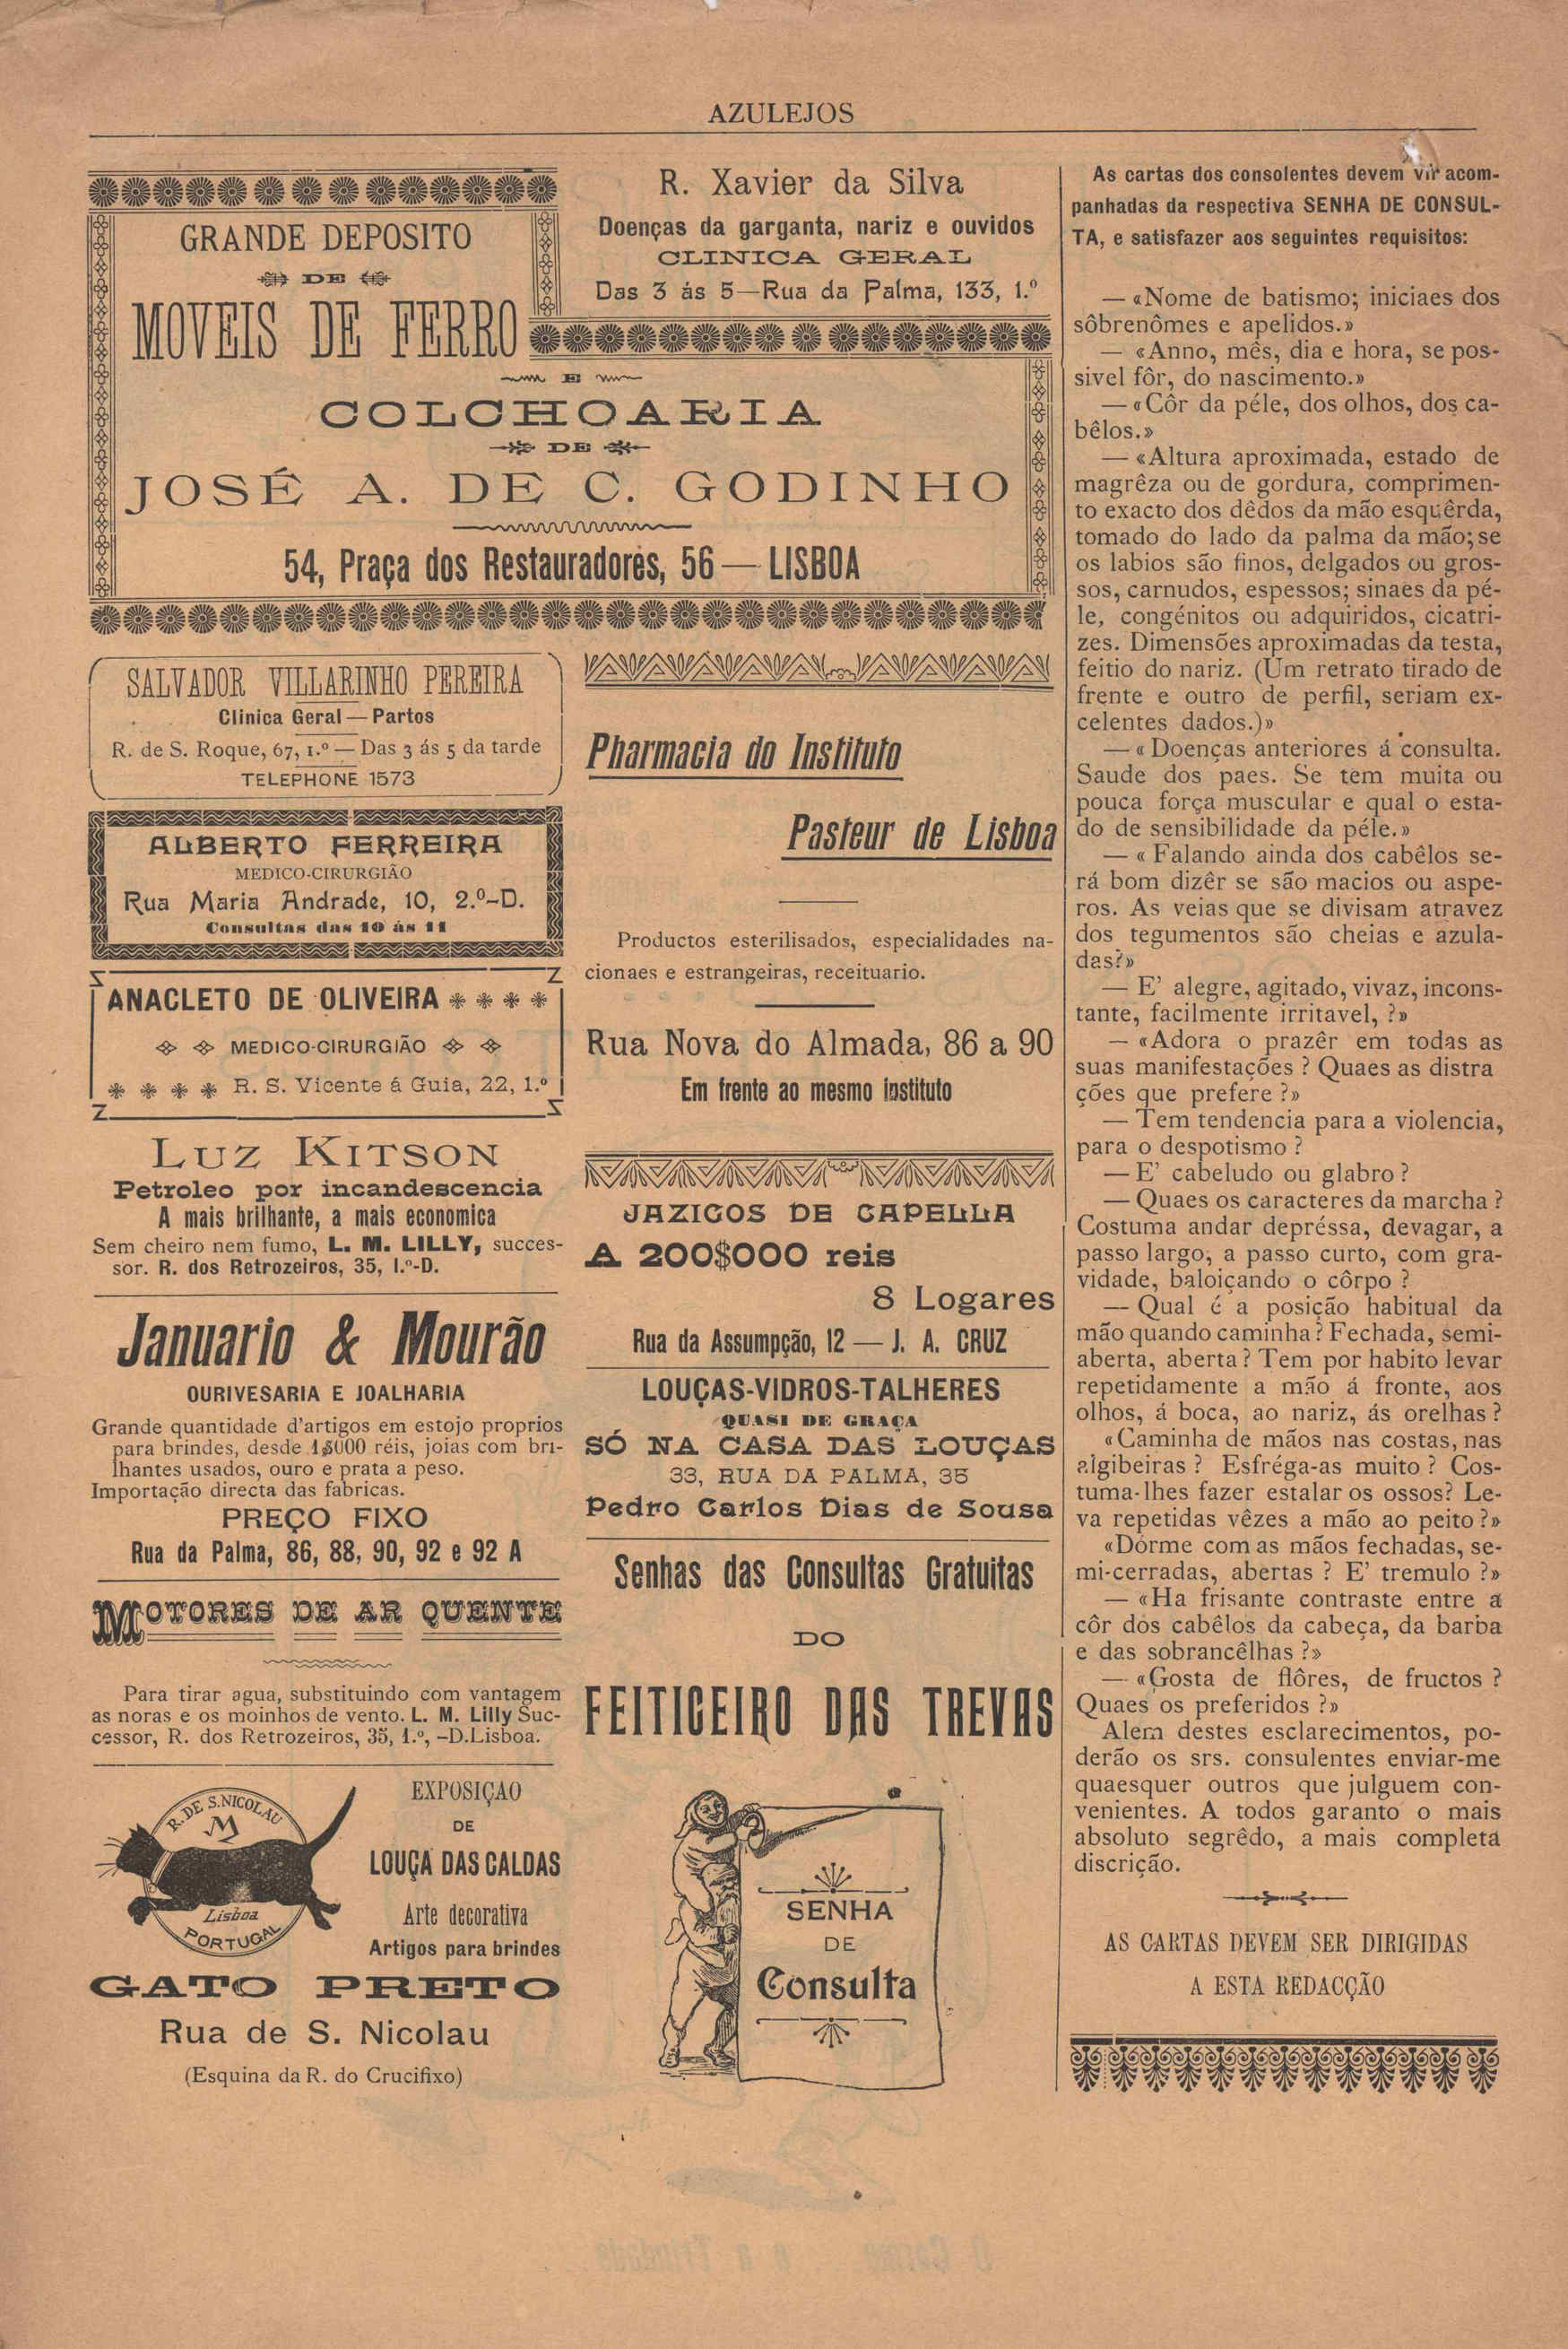 AZULEJOS
GRANDE DEPOSITO
DE
MOVEIS DE FERRO
E
COLCHOARIA
DE
JOSÉ A. DE C. GODINHO
54, Praça dos Restauradores, 56 — LISBOA
R. Xavier da Silva
Doenças da garganta, nariz e ouvidos
CLINICA GERAL
Das 3 ás 5—Rua da Palma, 133, 1.º
SALVADOR VILLARINHO PEREIRA
Clinica Geral — Partos
R. de S. Roque, 67, 1.º — Das 3 ás 5 da tarde
TELEPHONE 1573
ALBERTO FERREIRA
MEDICO-CIRURGIÃO
Rua Maria Andrade, 10, 2.º-D.
Consultas das 10 ás 11
ANACLETO DE OLIVEIRA
MEDICO-CIRURGIÃO
R. S. Vicente á Guia, 22, 1.º
LUZ KITSON
Petroleo por incandescencia
A mais brilhante, a mais economica
Sem cheiro nem fumo, L. M. LILLY, succes-
sor. R. dos Retrozeiros, 35, I.º-D.
Januario & Mourão
OURIVESARIA E JOALHARIA
Grande quantidade d'artigos em estojo proprios
para brindes, desde 1$000 réis, joias com bri-
lhantes usados, ouro e prata a peso.
Importação directa das fabricas.
PREÇO FIXO
Rua da Palma, 86, 88, 90, 92 e 92 A
MOTORES DE AR QUENTE
Para tirar agua, substituindo com vantagem
as noras e os moinhos de vento. L. M. Lilly Suc-
cessor, R. dos Retrozeiros, 35, 1.º, –D.Lisboa.
R. DE S. NICOLAU
M
Lisboa
PORTUGAL
EXPOSIÇAO
DE
LOUÇA DAS CALDAS
Arte decorativa
Artigos para brindes
GATO PRETO
Rua de S. Nicolau
(Esquina da R. do Crucifixo)
Pharmacia do Instituto
Pasteur de Lisboa
Productos esterilisados, especialidades na-
cionaes e estrangeiras, receituario.
Rua Nova do Almada, 86 a 90
Em frente ao mesmo instituto
JAZIGOS DE CAPELLA
A 200$000 reis
8 Logares
Rua da Assumpção, 12 — J. A. CRUZ
LOUÇAS-VIDROS-TALHERES
QUASI DE GRAÇA
SÓ NA CASA DAS LOUÇAS
33, RUA DA PALMA, 35
Pedro Carlos Dias de Sousa
Senhas das Consultas Gratuitas
DO
FEITICEIRO DAS TREVAS
SENHA
DE
Consulta
As cartas dos consolentes devem vir acom-
panhadas da respectiva SENHA DE CONSUL-
TA, e satisfazer aos seguintes requisitos:
— «Nome de batismo; iniciaes dos
sôbrenômes e apelidos.»
— «Anno, mês, dia e hora, se pos-
sivel fôr, do nascimento.»
— «Côr da péle, dos olhos, dos ca-
bêlos.»
— «Altura aproximada, estado de
magrêza ou de gordura, comprimen-
to exacto dos dêdos da mão esquêrda,
tomado do lado da palma da mão; se
os labios são finos, delgados ou gros-
sos, carnudos, espessos; sinaes da pé-
le, congénitos ou adquiridos, cicatri-
zes. Dimensões aproximadas da testa,
feitio do nariz. (Um retrato tirado de
frente e outro de perfil, seriam ex-
celentes dados.)»
— «Doenças anteriores á consulta.
Saude dos paes. Se tem muita ou
pouca força muscular e qual o esta-
do de sensibilidade da péle.»
— «Falando ainda dos cabêlos se-
rá bom dizêr se são macios ou aspe-
ros. As veias que se divisam atravez
dos tegumentos são cheias e azula-
das?»
— E' alegre, agitado, vivaz, incons-
tante, facilmente irritavel, ?»
— «Adora o prazêr em todas as
suas manifestações ? Quaes as distra
ções que prefere ?»
— Tem tendencia para a violencia,
para o despotismo ?
— E' cabeludo ou glabro ?
— Quaes os caracteres da marcha ?
Costuma andar depréssa, devagar, a
passo largo, a passo curto, com gra-
vidade, baloiçando o côrpo ?
— Qual é a posição habitual da
mão quando caminha ? Fechada, semi-
aberta, aberta ? Tem por habito levar
repetidamente a mão á fronte, aos
olhos, á boca, ao nariz, ás orelhas ?
«Caminha de mãos nas costas, nas
algibeiras ? Esfréga-as muito ? Cos-
tuma-lhes fazer estalar os ossos? Le-
va repetidas vêzes a mão ao peito ?»
«Dórme com as mãos fechadas, se-
mi-cerradas, abertas ? E' tremulo ?»
— «Ha frisante contraste entre a
côr dos cabêlos da cabeça, da barba
e das sobrancêlhas ?»
— «Gosta de flôres, de fructos ?
Quaes os preferidos ?»
Alem destes esclarecimentos, po-
derão os srs. consulentes enviar-me
quaesquer outros que julguem con-
venientes. A todos garanto o mais
absoluto segrêdo, a mais completa
discrição.
AS CARTAS DEVEM SER DIRIGIDAS
A ESTA REDACÇÃO